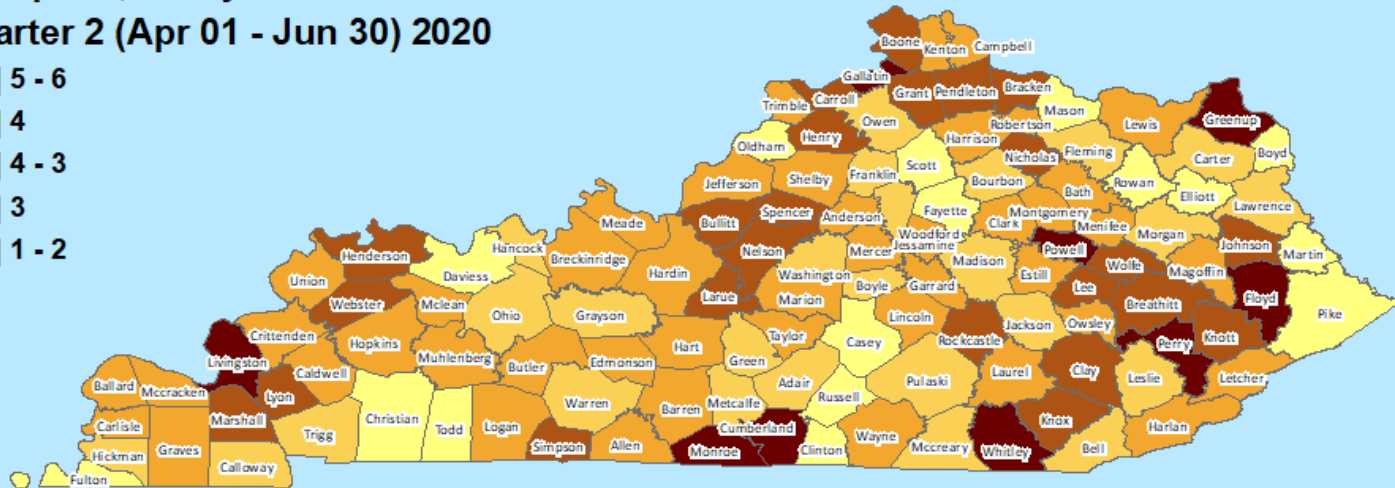 arter 2 (Apr 01 - Jun 30) 2020
5 - 6
4
4 - 3
3
1 - 2
Boone
Kenton
Campbell
Gallatin
Trimble
Carroll
Grant
Pendleton
Bracken
Mason
Owen
Robertson
Lewis
Greenup
Oldham
Henry
Harrison
Nicholas
Fleming
Carter
Boyd
Scott
Jefferson
Shelby
Franklin
Bourbon
Rowan
Elliott
Bath
Lawrence
Bullitt
Spencer
Anderson
Fayette
Montgomery
Clark
Menifee
Woodford
Morgan
Meade
Nelson
Mercer
Jessamine
Powell
Johnson
Martin
Hancock
Henderson
Breckinridge
Daviess
Hardin
Washington
Madison
Wolfe
Magoffin
Union
Estill
Boyle
Garrard
Lee
Webster
Mclean
Larue
Marion
Breathitt
Floyd
Ohio
Grayson
Pike
Crittenden
Lincoln
Jackson
Owsley
Taylor
Rockcastle
Hopkins
Hart
Casey
Perry
Knott
Livingston
Muhlenberg
Butler
Edmonson
Green
Caldwell
Laurel
Clay
Leslie
Letcher
Ballard
Mccracken
Lyon
Adair
Pulaski
Russell
Warren
Metcalfe
Barren
Marshall
Christian
Carlisle
Todd
Logan
Cumberland
Knox
Harlan
Trigg
Wayne
Simpson
Allen
Mccreary
Bell
Graves
Monroe
Clinton
Whitley
Hickman
Calloway
Fulton